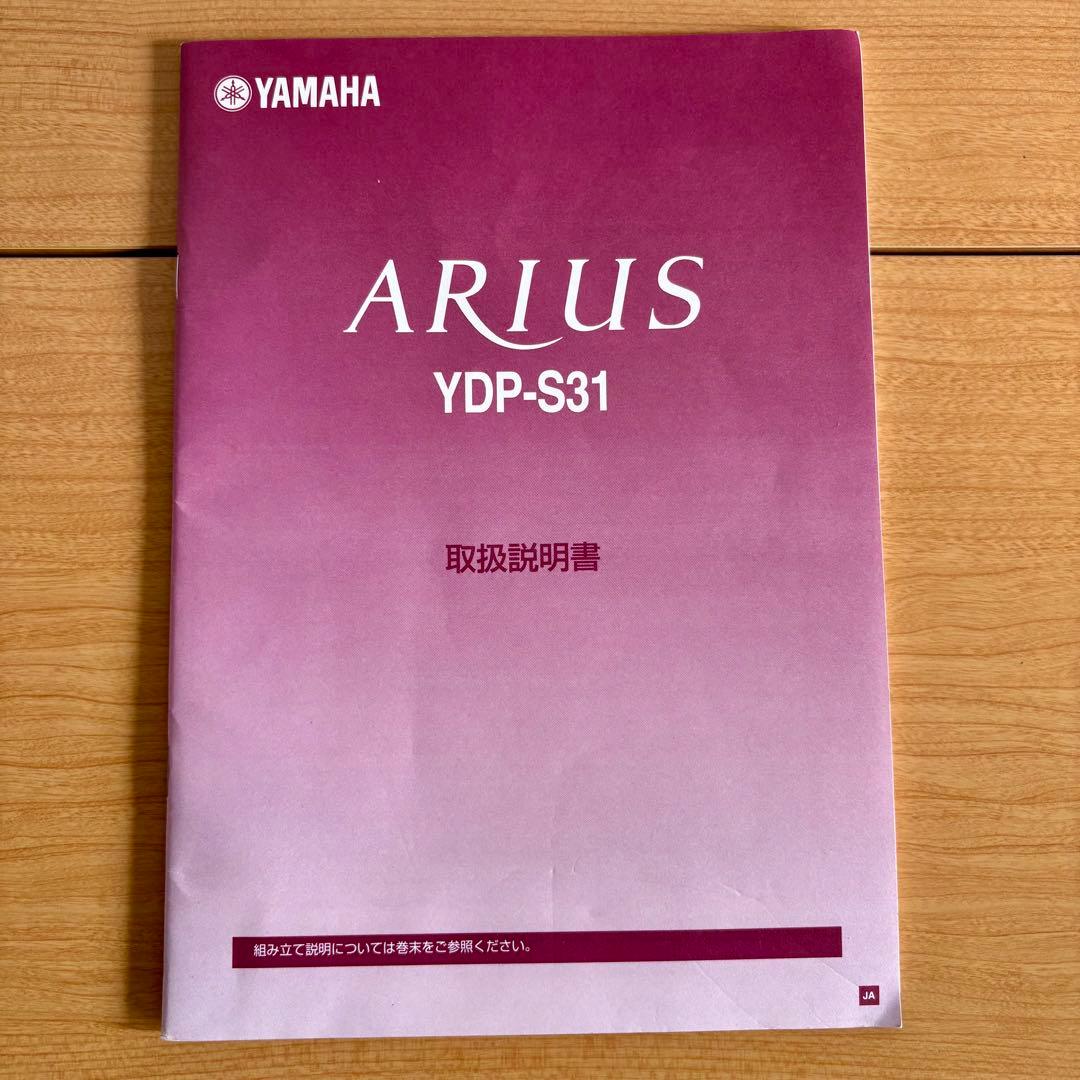 YAMAHA
ARIUS
YDP-S31
取扱説明書
組み立て説明については巻末をご参照ください。
JA